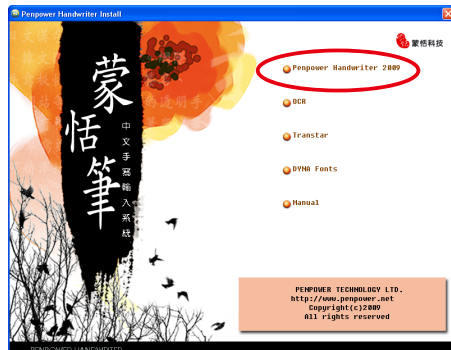 Penpower Handwriter Install
蒙恬科技
Penpower Handwriter 2009
OCR
Transtar
DYNA Fonts
Manual
蒙恬筆
中文手寫輸入系統
PENPOWER TECHNOLOGY LTD.
http://www.penpower.net
Copyright(c)2009
All rights reserved